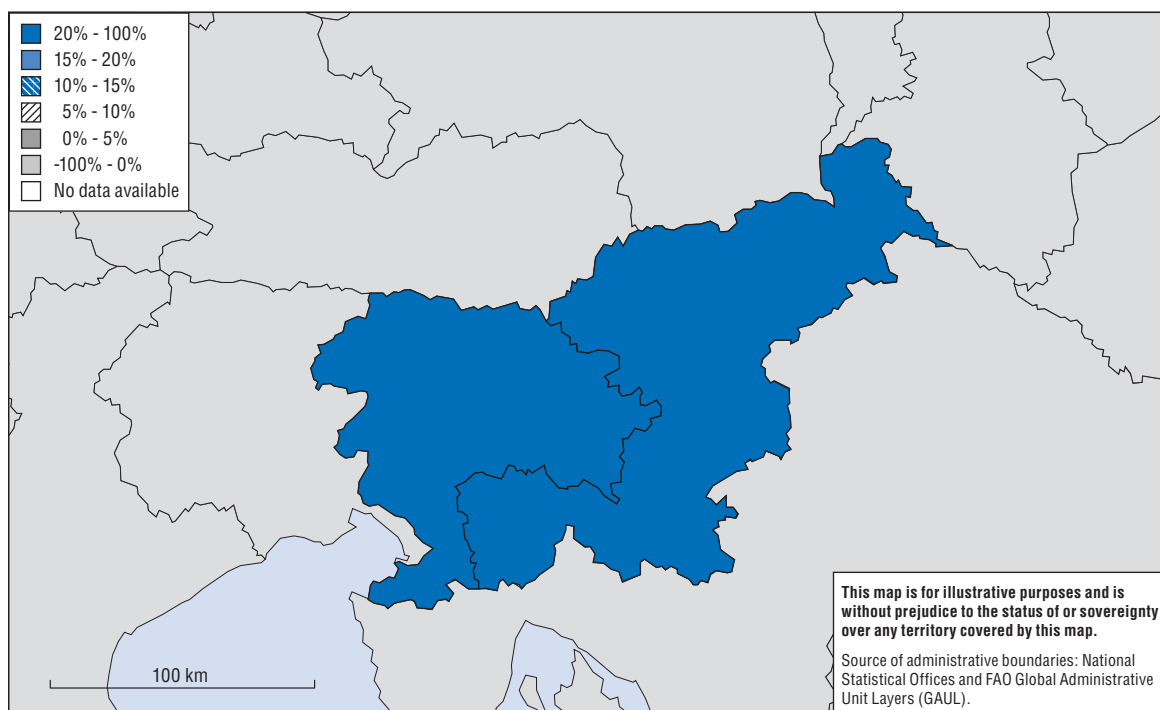 20% - 100%
15% - 20%
10% - 15%
5% - 10%
0% - 5%
-100% - 0%
No data available
100 km
This map is for illustrative purposes and is
without prejudice to the status of or sovereignty
over any territory covered by this map.
Source of administrative boundaries: National
Statistical Offices and FAO Global Administrative
Unit Layers (GAUL).